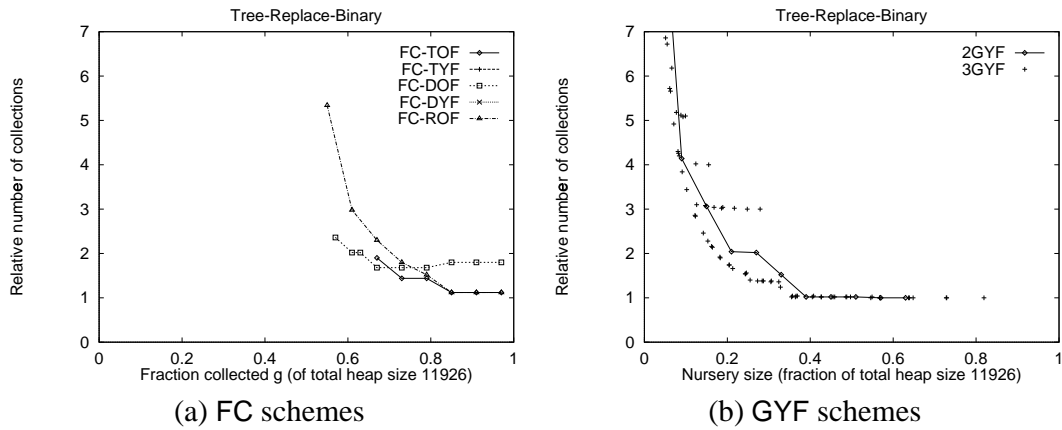 Tree-Replace-Binary
Relative number of collections
7
6
5
4
3
2
1
0
FC-TOF
FC-TYF
FC-DOF
FC-DYF
FC-ROF
0
0.2
0.4
0.6
0.8
1
Fraction collected g (of total heap size 11926)
(a) FC schemes
Tree-Replace-Binary
Relative number of collections
7
6
5
4
3
2
1
0
2GYF
3GYF
0
0.2
0.4
0.6
0.8
1
Nursery size (fraction of total heap size 11926)
(b) GYF schemes